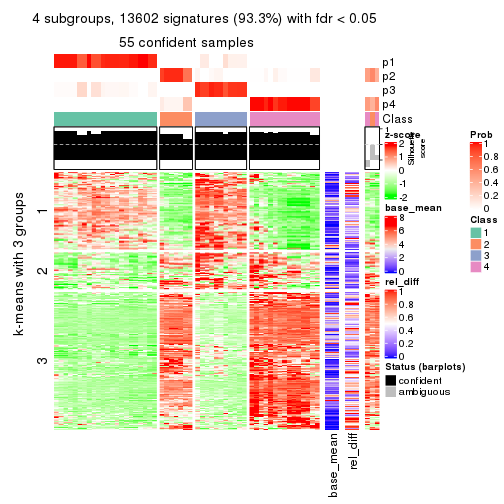 4 subgroups, 13602 signatures (93.3%) with fdr < 0.05
55 confident samples
p1
p2
p3
p4
Class
1
Silhouette
score
k-means with 3 groups
1
2
3
base_mean
rel_diff
z-score
2
1
0
-1
-2
base_mean
8
6
4
2
0
rel_diff
1
0.8
0.6
0.4
0.2
0
Status (barplots)
confident
ambiguous
Prob
1
0.8
0.6
0.4
0.2
0
Class
1
2
3
4